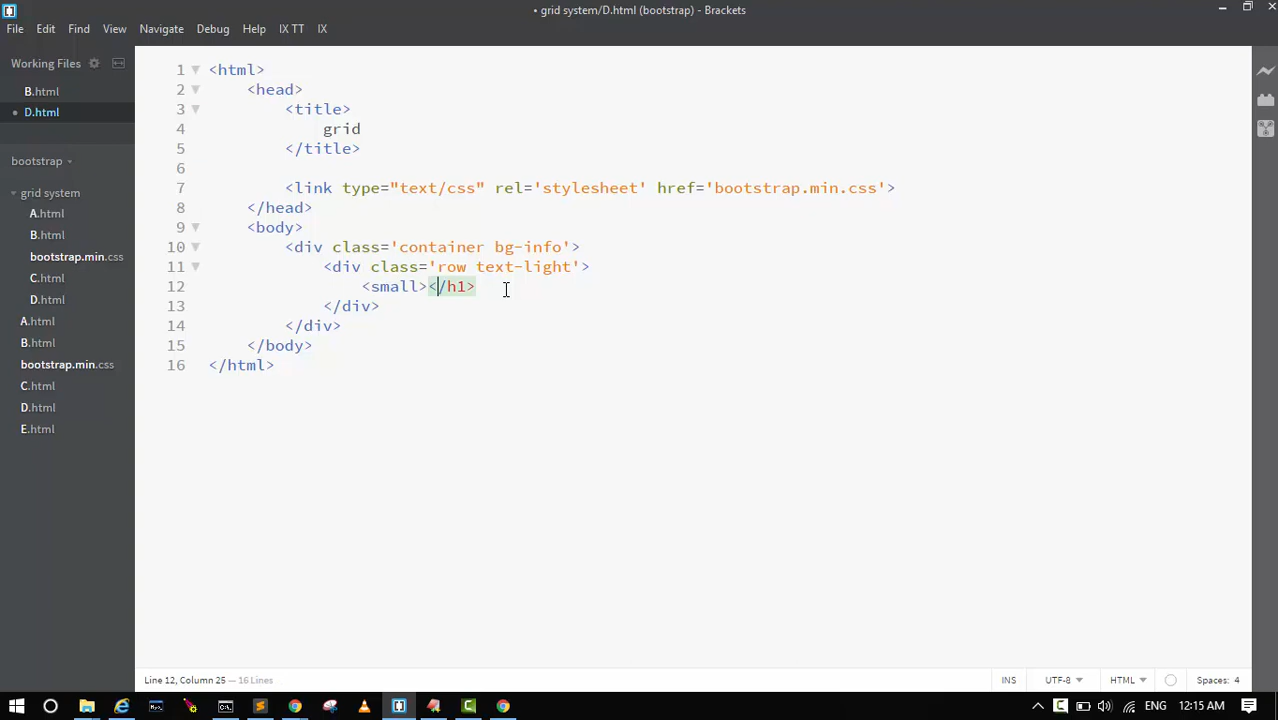 • grid system/D.html (bootstrap) - Brackets
File Edit Find View Navigate Debug Help IX TT IX
Working Files
B.html
• D.html
bootstrap
grid system
A.html
B.html
bootstrap.min.css
C.html
D.html
A.html
B.html
bootstrap.min.css
C.html
D.html
E.html
1 <html>
2 <head>
3 <title>
4 grid
5 </title>
6
7 <link type="text/css" rel='stylesheet' href='bootstrap.min.css'>
8 </head>
9 <body>
10 <div class='container bg-info'>
11 <div class='row text-light'>
12 <small></h1>
13 </div>
14 </div>
15 </body>
16 </html>
Line 12, Column 25 — 16 Lines
INS UTF-8 HTML Spaces: 4
ENG 12:15 AM